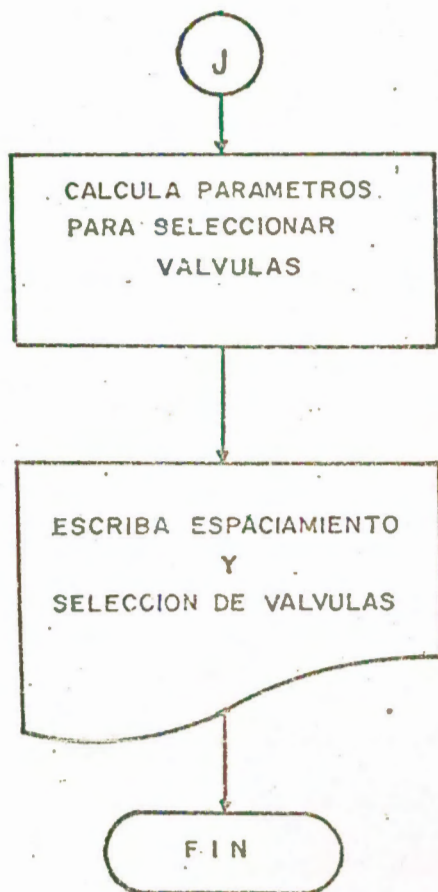 J
CALCULA PARAMETROS
PARA SELECCIONAR
VALVULAS
ESCRIBA ESPACIAMIENTO
Y
SELECCION DE VALVULAS
FIN